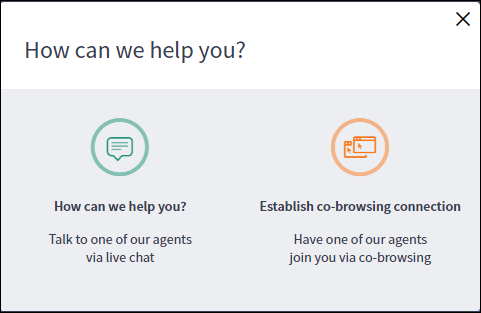 How can we help you?
How can we help you?
Talk to one of our agents
via live chat
Establish co-browsing connection
Have one of our agents
join you via co-browsing